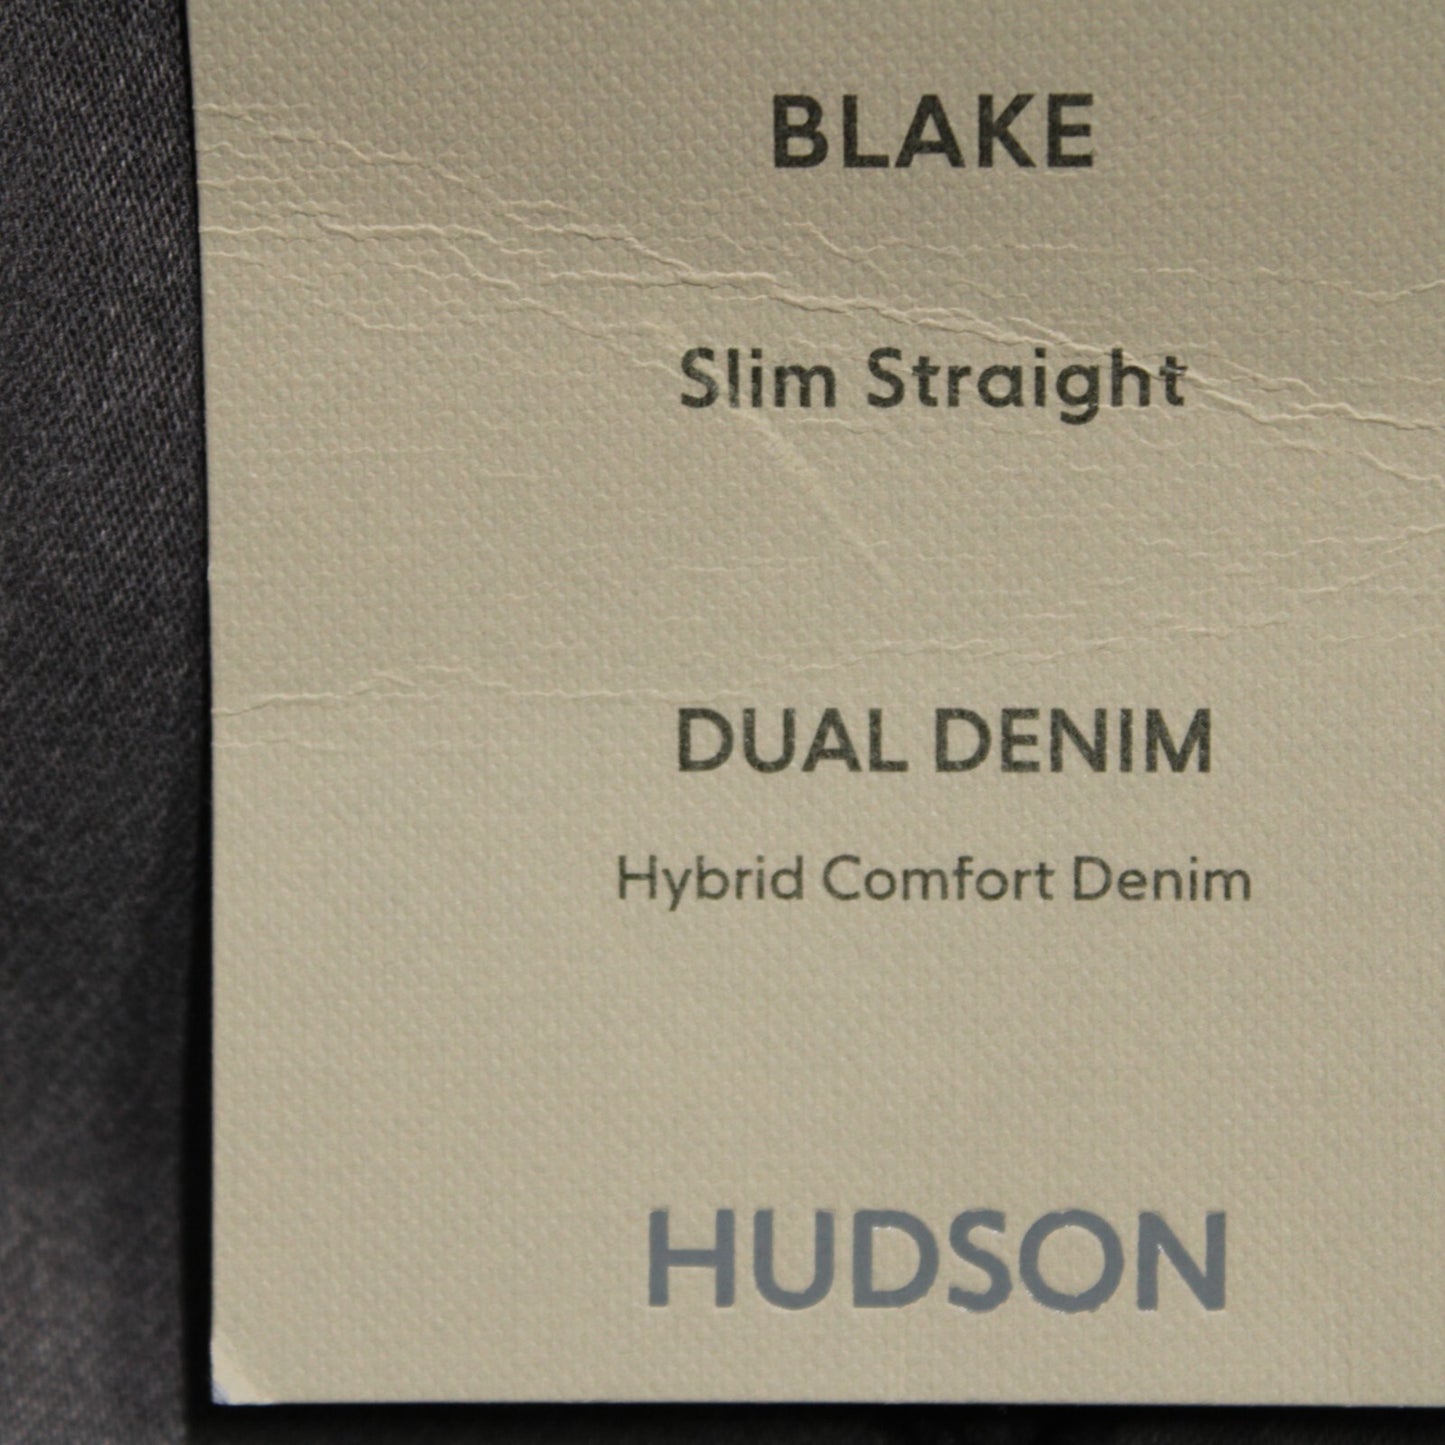 BLAKE
Slim Straight
DUAL DENIM
Hybrid Comfort Denim
HUDSON